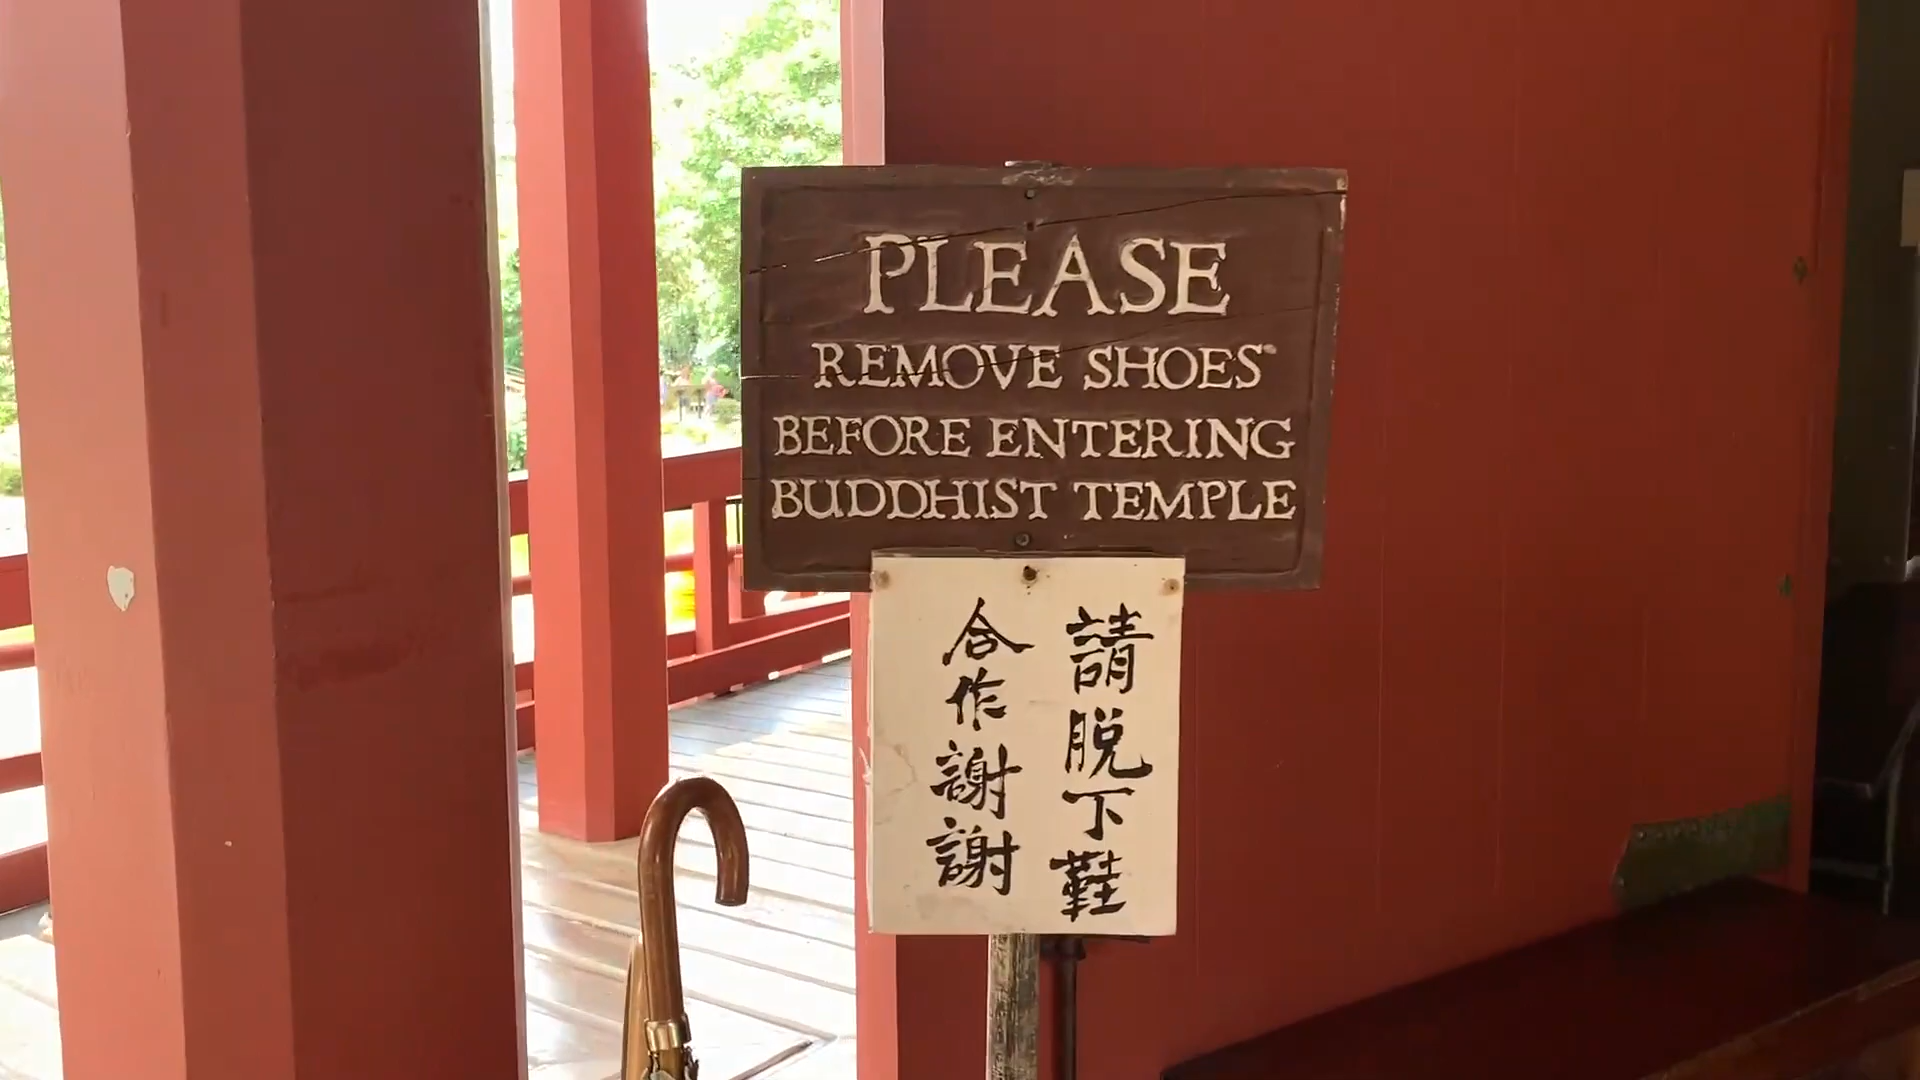 PLEASE
REMOVE SHOES
BEFORE ENTERING
BUDDHIST TEMPLE
請脱下鞋
合作謝謝